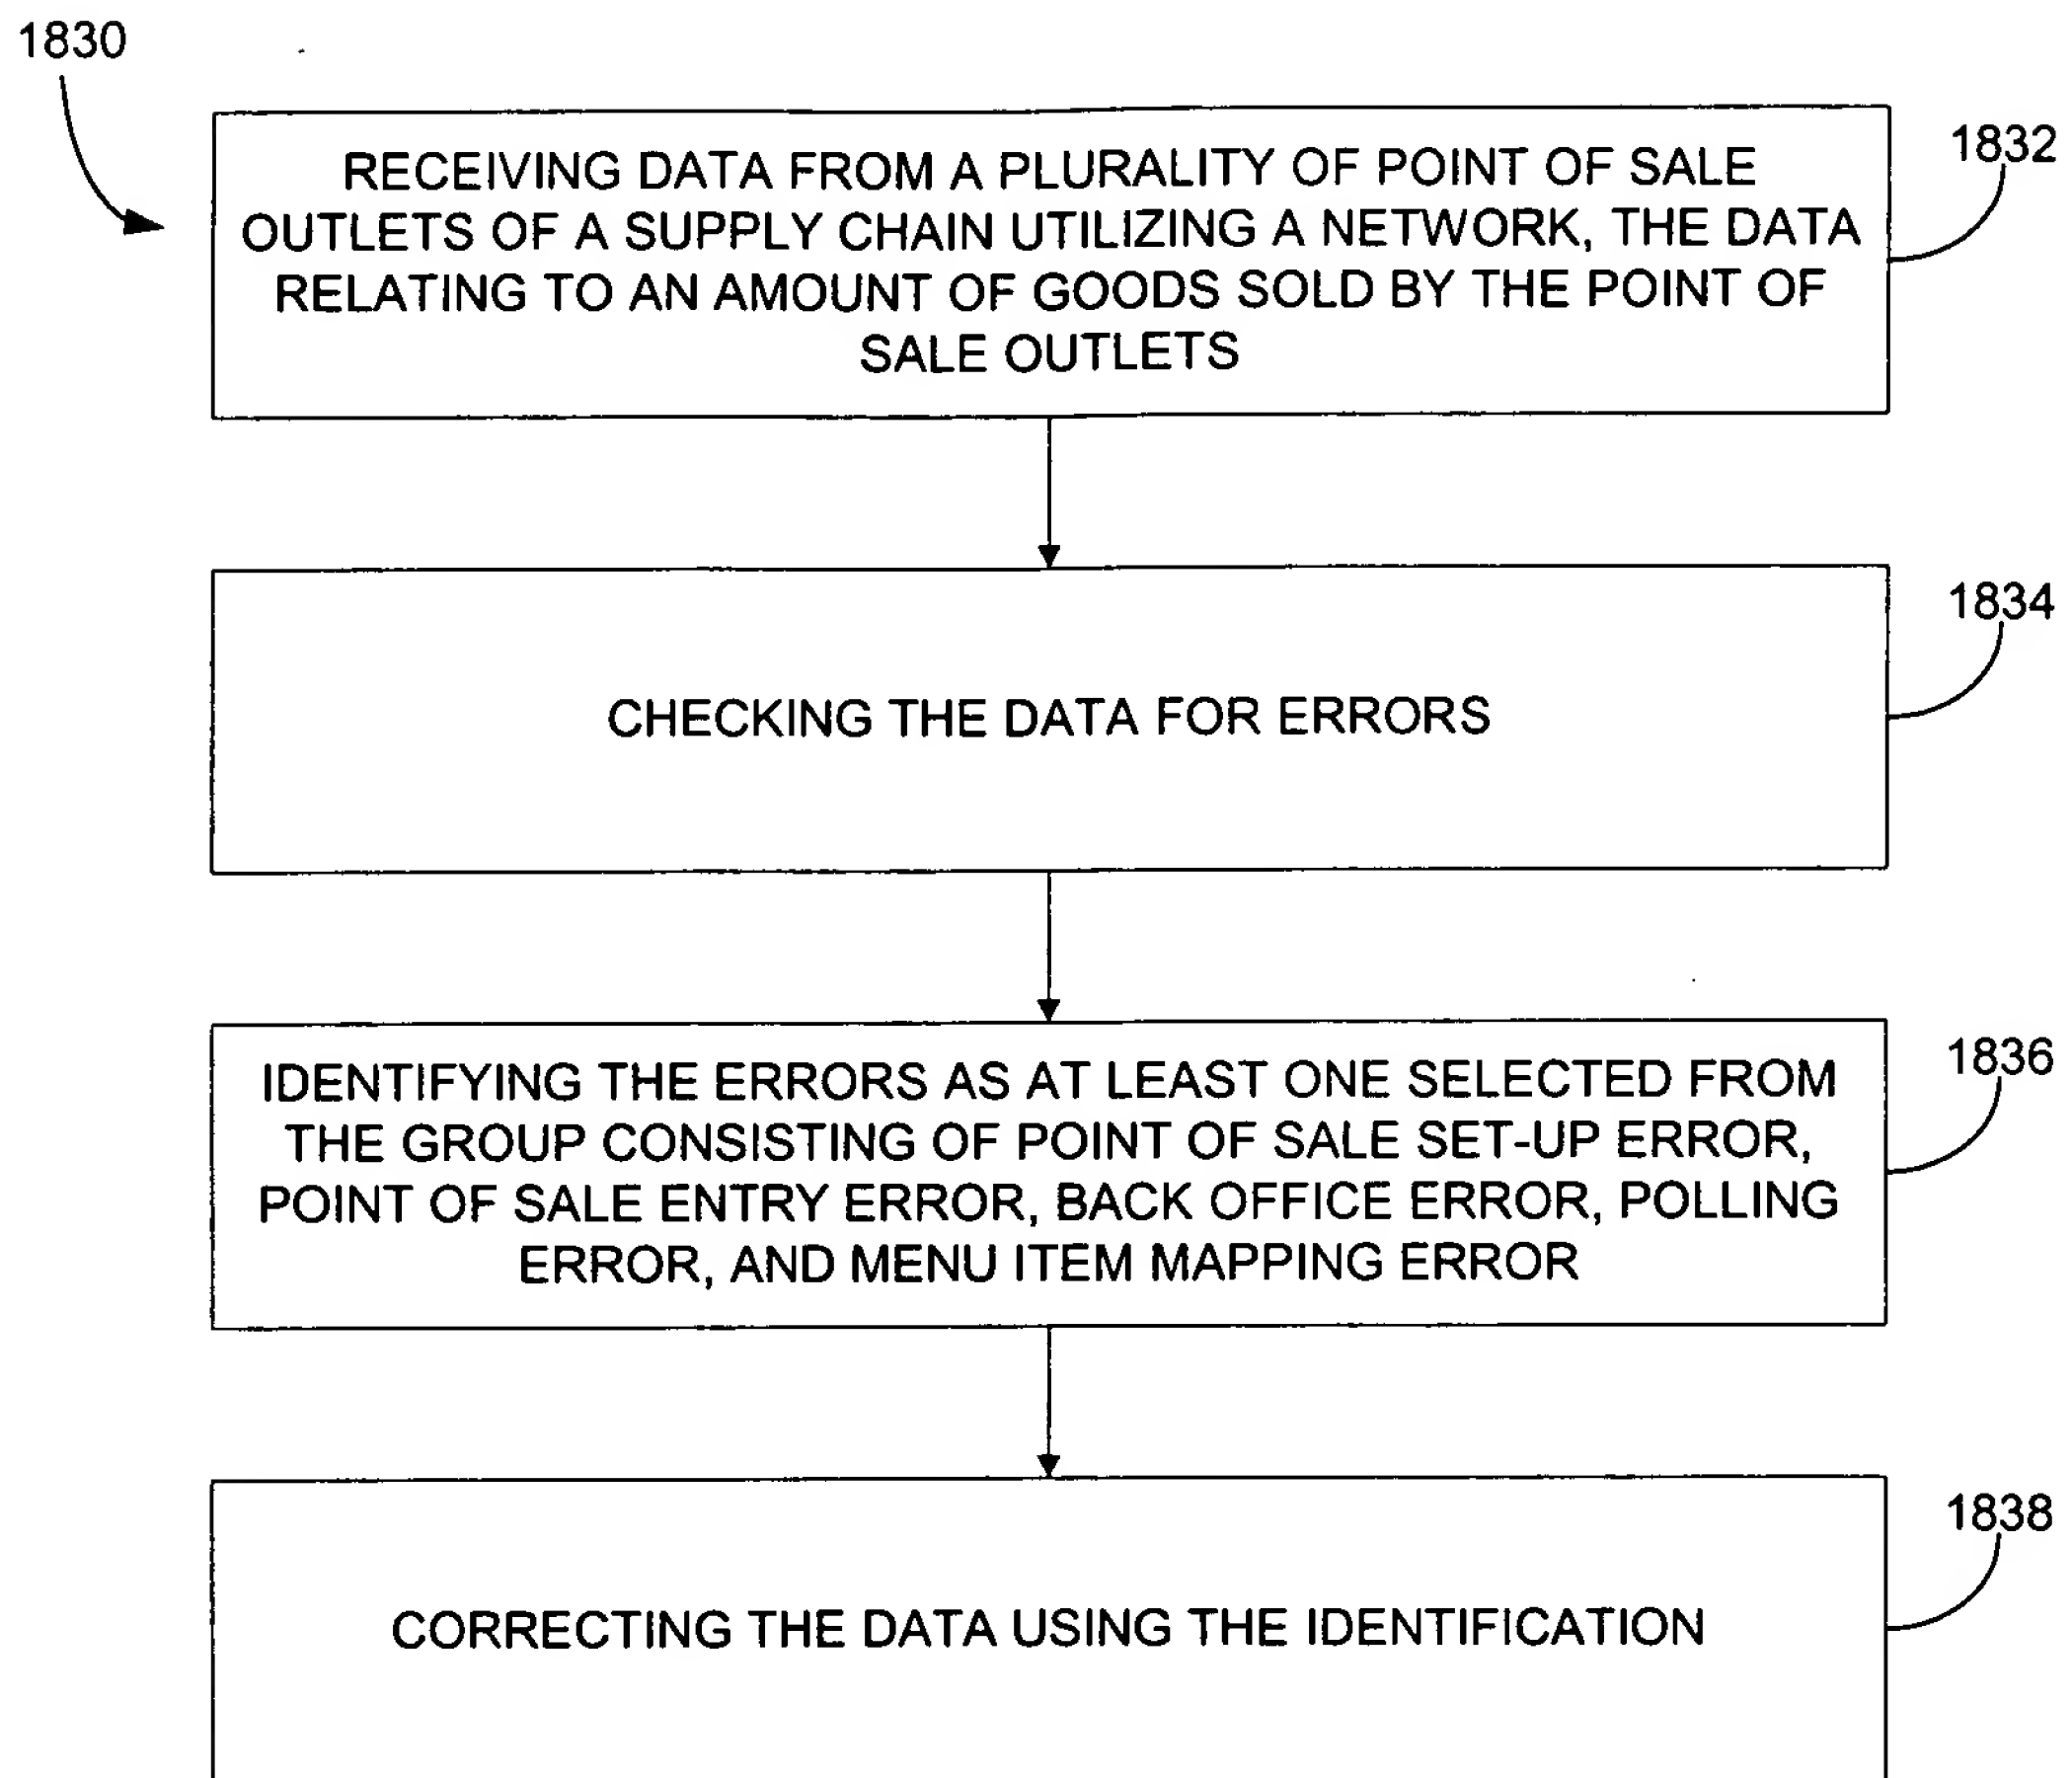 1830
RECEIVING DATA FROM A PLURALITY OF POINT OF SALE
OUTLETS OF A SUPPLY CHAIN UTILIZING A NETWORK, THE DATA
RELATING TO AN AMOUNT OF GOODS SOLD BY THE POINT OF
SALE OUTLETS
1832
CHECKING THE DATA FOR ERRORS
1834
IDENTIFYING THE ERRORS AS AT LEAST ONE SELECTED FROM
THE GROUP CONSISTING OF POINT OF SALE SET-UP ERROR,
POINT OF SALE ENTRY ERROR, BACK OFFICE ERROR, POLLING
ERROR, AND MENU ITEM MAPPING ERROR
1836
CORRECTING THE DATA USING THE IDENTIFICATION
1838